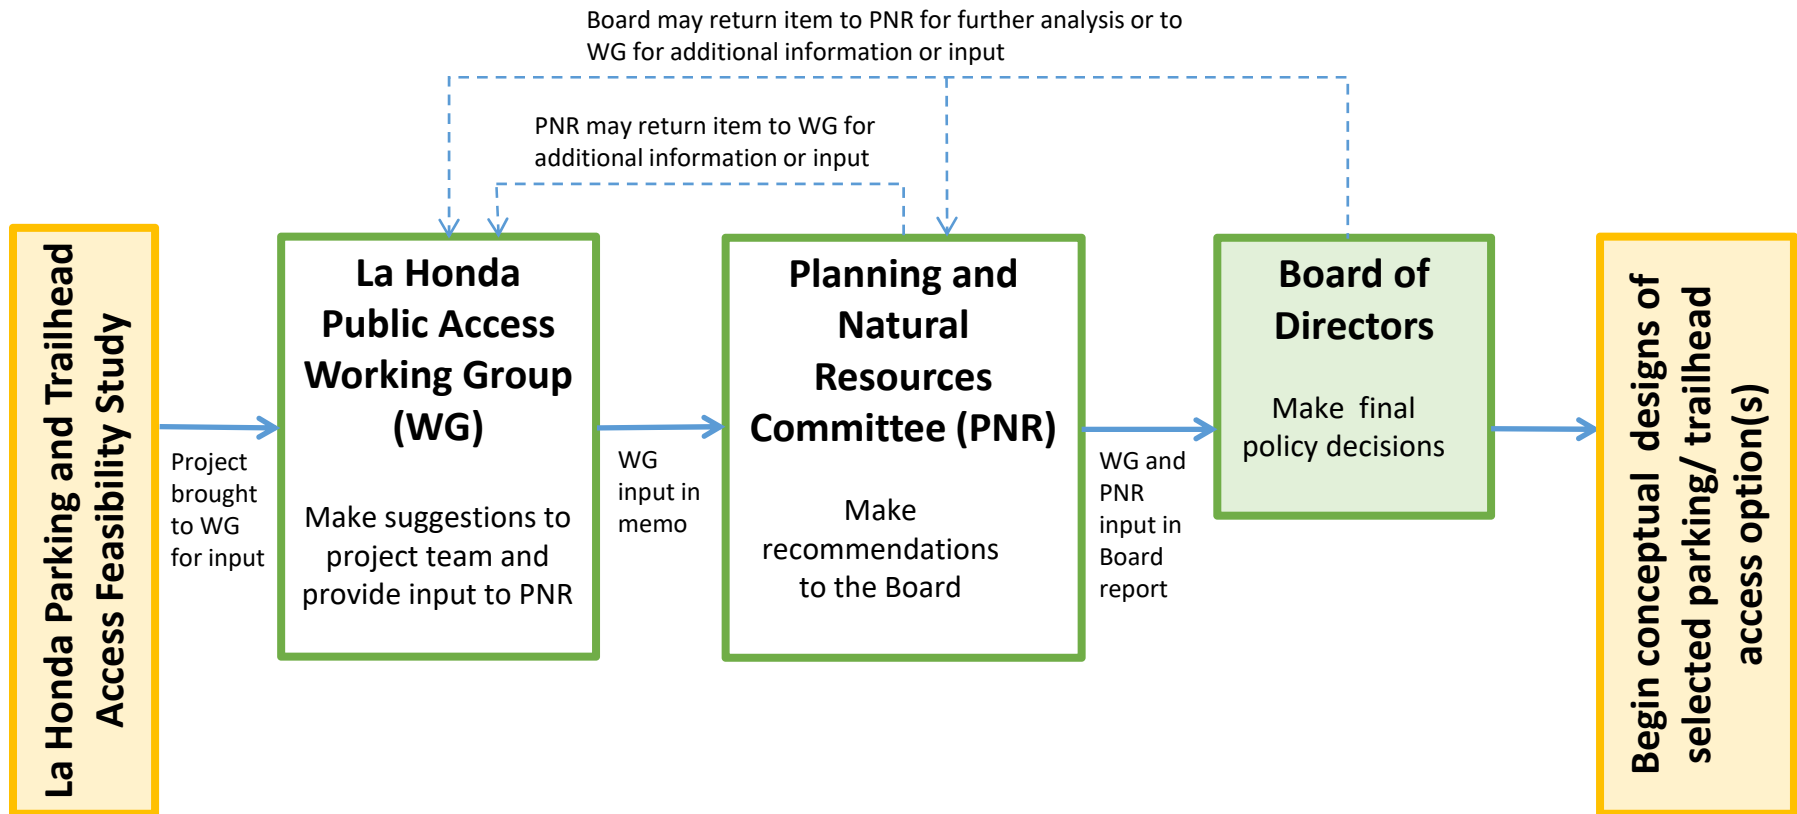 Board may return item to PNR for further analysis or to
WG for additional information or input
PNR may return item to WG for
additional information or input
La Honda Parking and Trailhead
Access Feasibility Study
Project
brought
to WG
for input
La Honda
Public Access
Working Group
(WG)
Make suggestions to
project team and
provide input to PNR
WG
input in
memo
Planning and
Natural
Resources
Committee (PNR)
Make
recommendations
to the Board
WG and
PNR
input in
Board
report
Board of
Directors
Make final
policy decisions
Begin conceptual designs of
selected parking/ trailhead
access option(s)